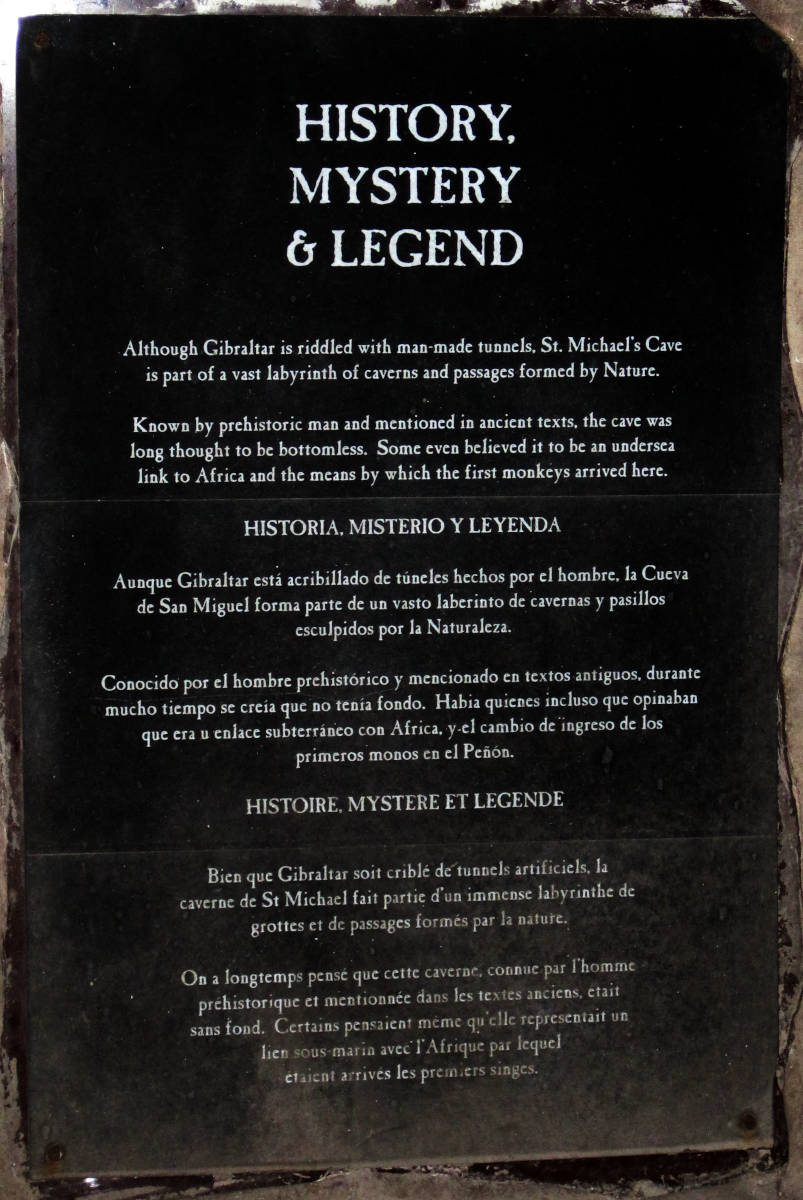 HISTORY,
MYSTERY
& LEGEND
Although Gibraltar is riddled with man-made tunnels, St. Michael's Cave
is part of a vast labyrinth of caverns and passages formed by Nature.
Known by prehistoric man and mentioned in ancient texts, the cave was
long thought to be bottomless. Some even believed it to be an undersea
link to Africa and the means by which the first monkeys arrived here.
HISTORIA, MISTERIO Y LEYENDA
Aunque Gibraltar está acribillado de túneles hechos por el hombre, la Cueva
de San Miguel forma parte de un vasto laberinto de cavernas y pasillos
esculpidos por la Naturaleza.
Conocido por el hombre prehistórico y mencionado en textos antiguos, durante
mucho tiempo se creía que no tenía fondo. Habia quienes incluso que opinaban
que era u enlace subterráneo con Africa, y el cambio de ingreso de los
primeros monos en el Peñón.
HISTOIRE, MYSTERE ET LEGENDE
Bien que Gibraltar soit criblé de tunnels artificiels, la
caverne de St Michael fait partie d'un immense labyrinthe de
grottes et de passages formés par la nature.
On a longtemps pensé que cette caverne, connue par l'homme
préhistorique et mentionnée dans les textes anciens, était
sans fond. Certains pensaient même qu'elle représentait un
lien sous-marin avec l'Afrique par lequel
étaient arrivés les premiers singes.